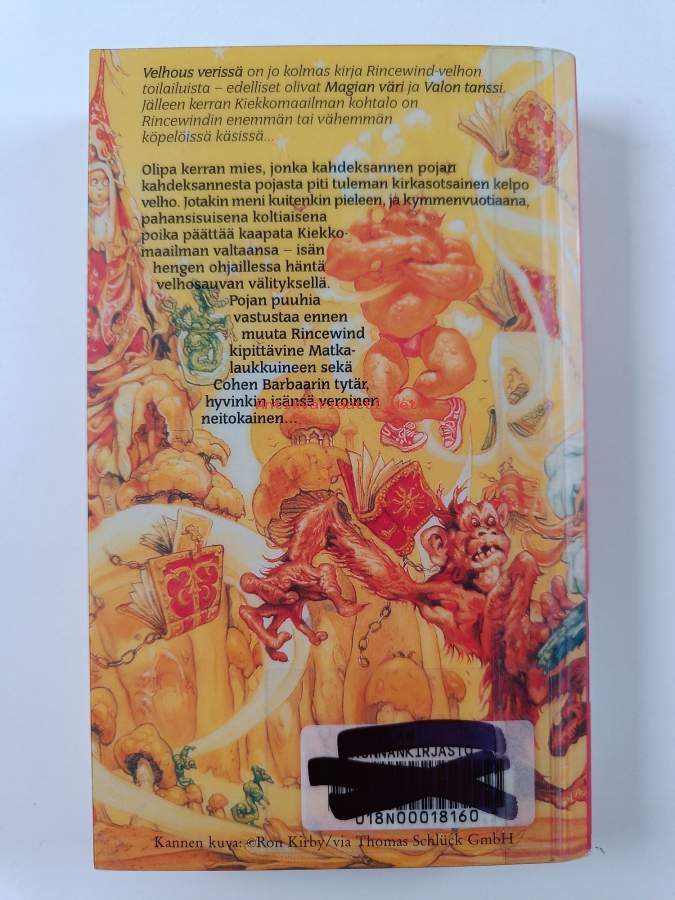 Velhous verissä on jo kolmas kirja Rincewind-velhon
toilailuista – edelliset olivat Magian väri ja Valon tanssi.
Jälleen kerran Kiekkomaailman kohtalo on
Rincewindin enemmän tai vähemmän
köpelöissä käsissä...
Olipa kerran mies, jonka kahdeksannen pojan
kahdeksannesta pojasta piti tuleman kirkasotsainen kelpo
velho. Jotakin meni kuitenkin pieleen, ja kymmenvuotiaana,
pahansisuisena koltiaisena
poika päättää kaapata Kiekko-
maailman valtaansa – isän
hengen ohjaillessa häntä
velhosauvan välityksellä.
Pojan puuhia
vastustaa ennen
muuta Rincewind
kipittävine Matka-
laukkuineen sekä
Cohen Barbaarin tytär,
hyvinkin isänsä veroinen
neitokainen...
KUNNANKIRJASTO
018N00018160
Kannen kuva: ©Ron Kirby/via Thomas Schlück GmbH